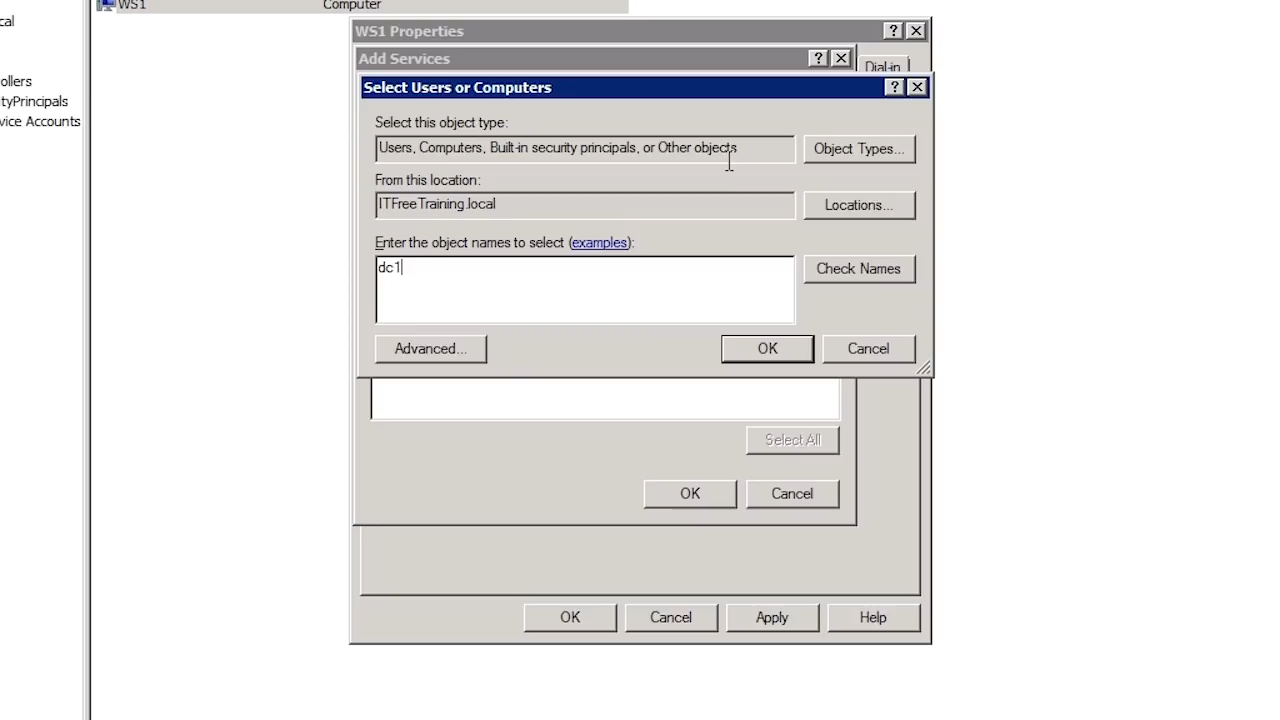 WS1 Computer
cal
ollers
ityPrincipals
vice Accounts
WS1 Properties
Add Services
Dial-in
Select Users or Computers
Select this object type:
Users, Computers, Built-in security principals, or Other objects
Object Types...
From this location:
ITFreeTraining.local
Locations...
Enter the object names to select (examples):
dc1
Check Names
Advanced...
OK
Cancel
Select All
OK
Cancel
OK
Cancel
Apply
Help